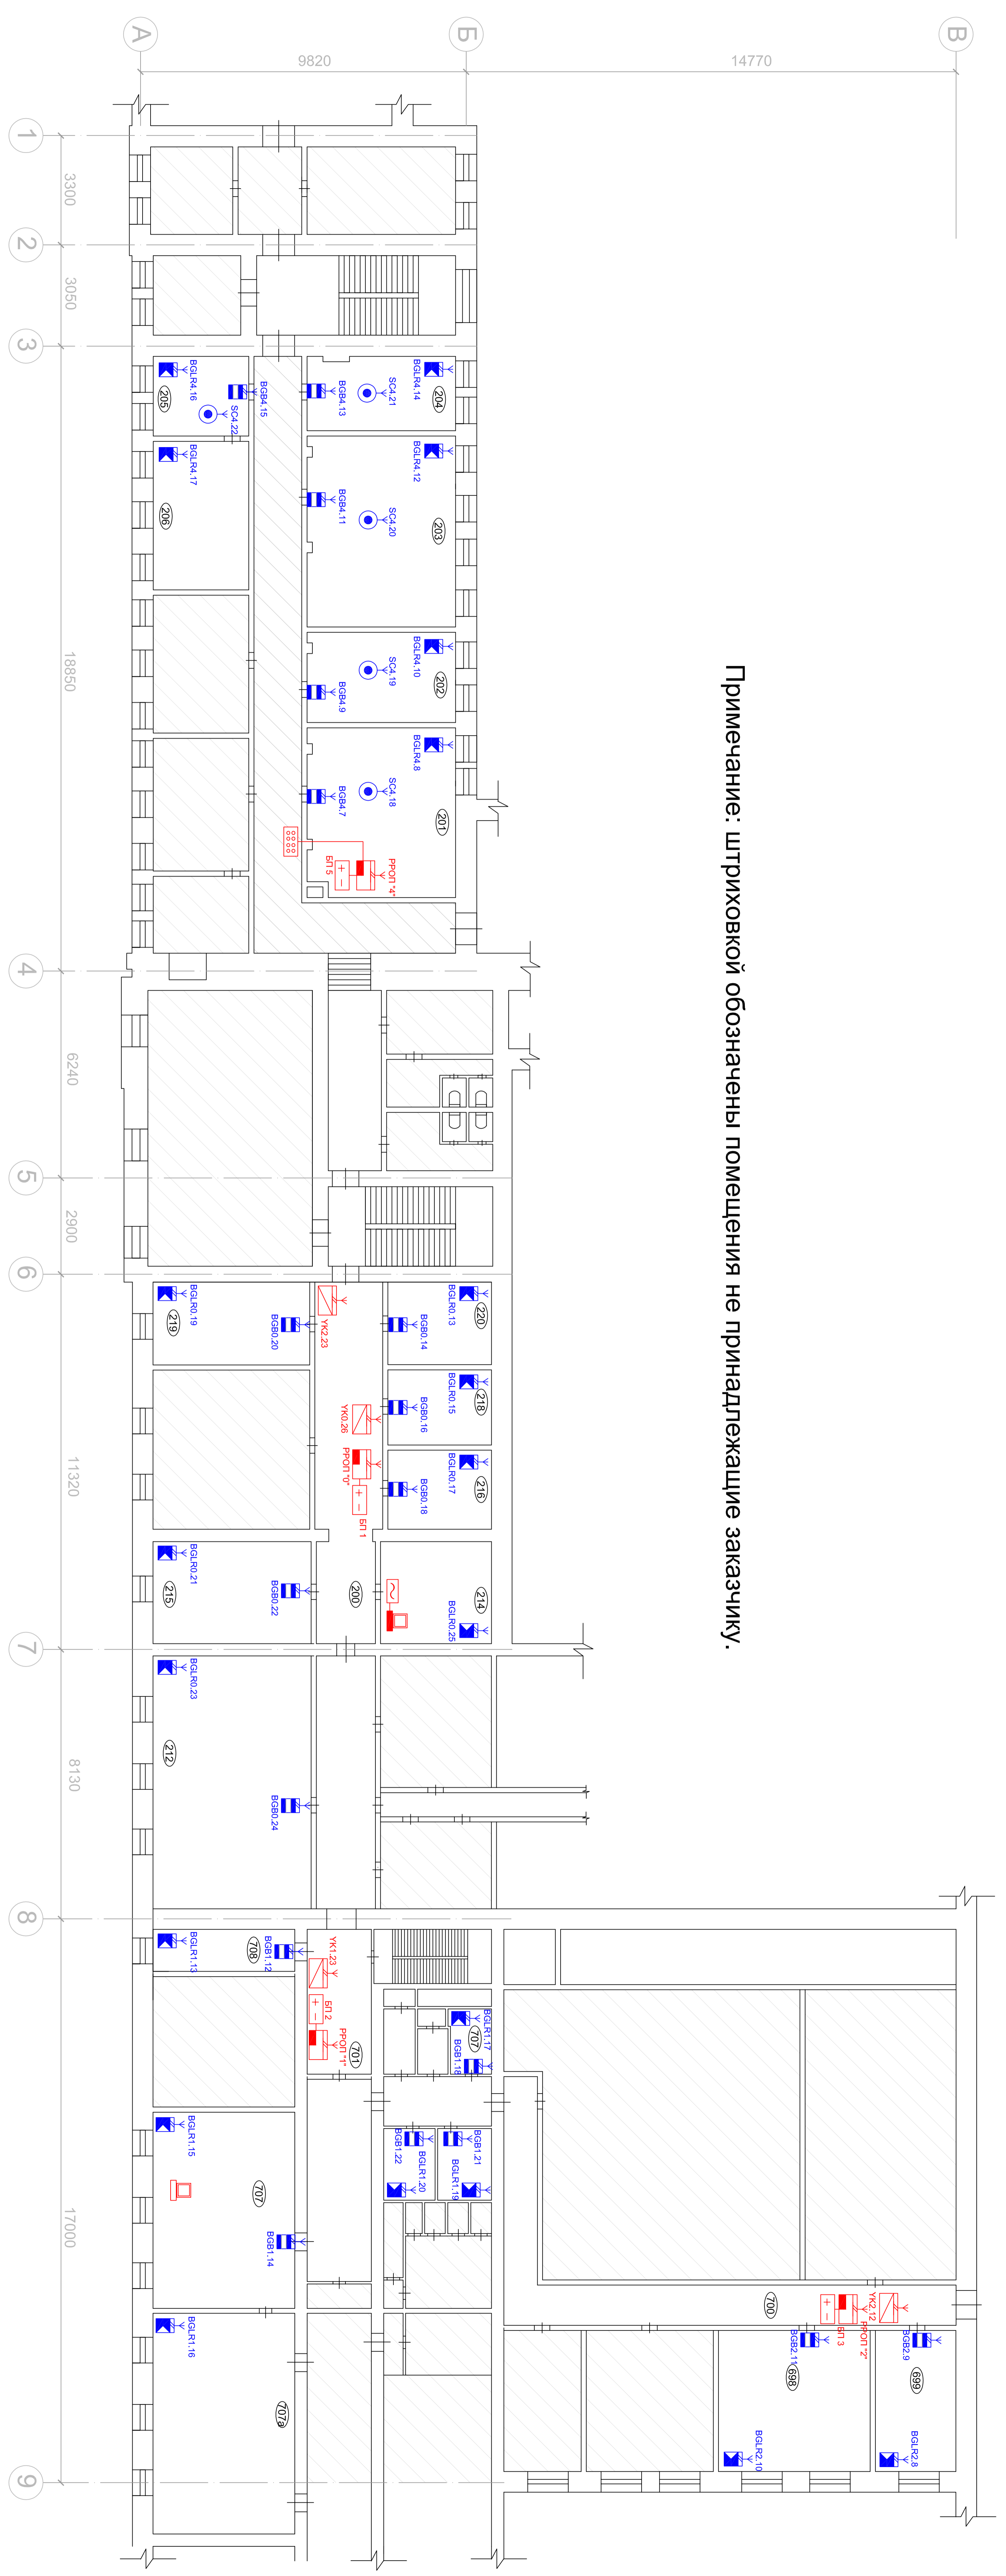 А
Б
В
9820
14770
1
2
3
4
5
6
7
8
9
3300
3050
18850
6240
2900
11320
8130
17000
Примечание: штриховкой обозначены помещения не принадлежащие заказчику.
BGLR4.14
204
SC4.21
BGB4.13
BGB4.15
SC4.22
BGLR4.16
205
BGLR4.12
203
SC4.20
BGB4.11
BGLR4.17
206
BGLR4.10
202
SC4.19
BGB4.9
BGLR4.8
201
SC4.18
BGB4.7
РРОП "4"
БП 5
BGLR0.13
220
BGB0.14
YK2.23
BGB0.20
BGLR0.19
219
BGLR0.15
218
BGB0.16
YK0.26
BGLR0.17
216
BGB0.18
РРОП "0"
БП 1
214
BGLR0.25
200
BGB0.22
BGLR0.21
215
BGLR0.23
212
BGB0.24
BGLR1.13
708
BGB1.12
YK1.23
БП 2
РРОП "1"
701
BGLR1.17
707
BGB1.18
BGB1.21
BGLR1.19
BGB1.22
BGLR1.20
BGLR1.15
707
BGB1.14
BGLR1.16
707а
700
YK2.12
РРОП "2"
БП 3
BGB2.9
699
BGLR2.8
BGB2.11
698
BGLR2.10